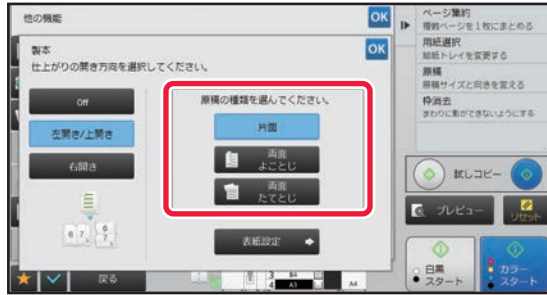 他の機能
OK
製本
OK
仕上がりの開き方向を選択してください。
Off
左開き/上開き
右開き
原稿の種類を選んでください。
片面
両面
よことじ
両面
たてとじ
表紙設定
戻る
3 B4
4 A3
A4
ページ集約
複数ページを1枚にまとめる
用紙選択
給紙トレイを変更する
原稿
原稿サイズと向きを変える
枠消去
まわりに影ができないようにする
試しコピー
プレビュー
リセット
白黒
スタート
カラー
スタート